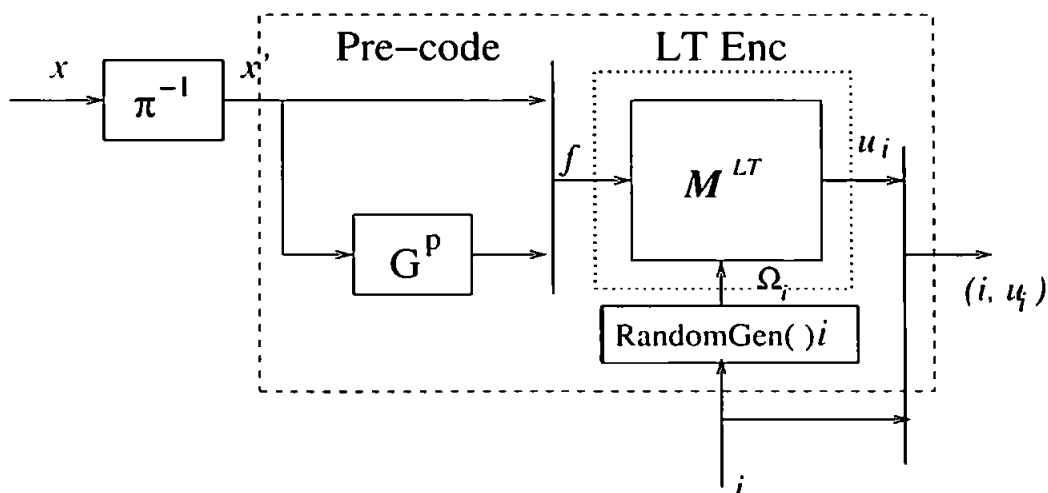 Pre-code
LT Enc
x
π⁻¹
x'
f
M^{LT}
u_i
G^p
Ω_i
(i, u_i)
RandomGen( )i
i